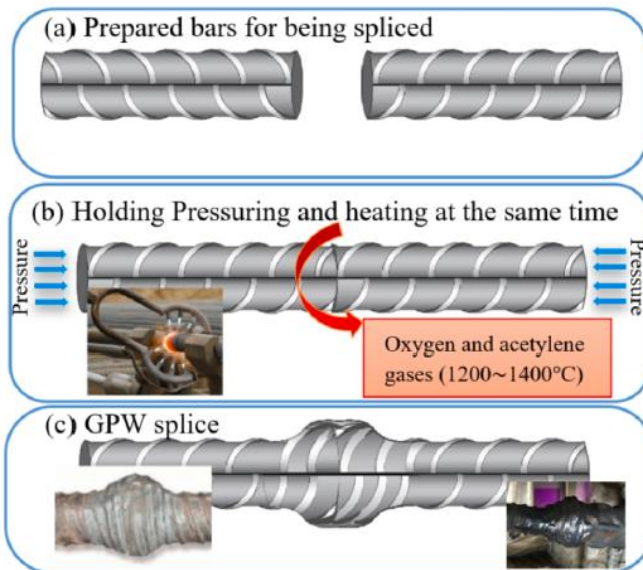 (a) Prepared bars for being spliced
(b) Holding Pressuring and heating at the same time
Pressure
Pressure
Oxygen and acetylene
gases (1200~1400°C)
(c) GPW splice